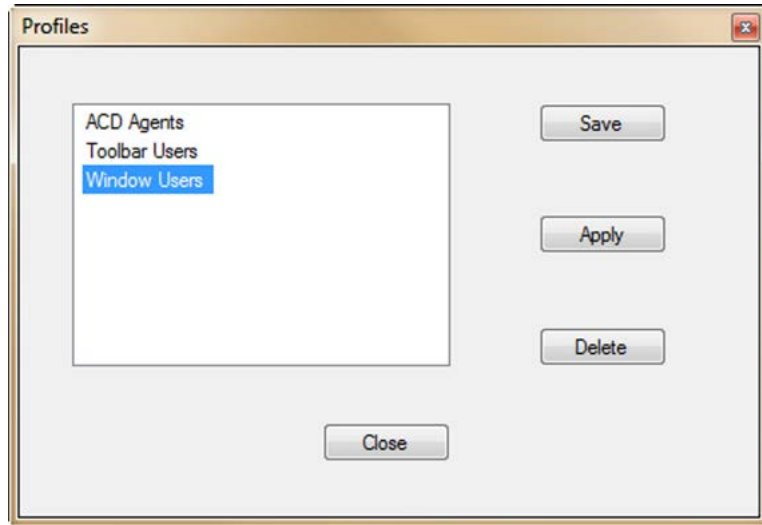 Profiles
ACD Agents
Toolbar Users
Window Users
Save
Apply
Delete
Close